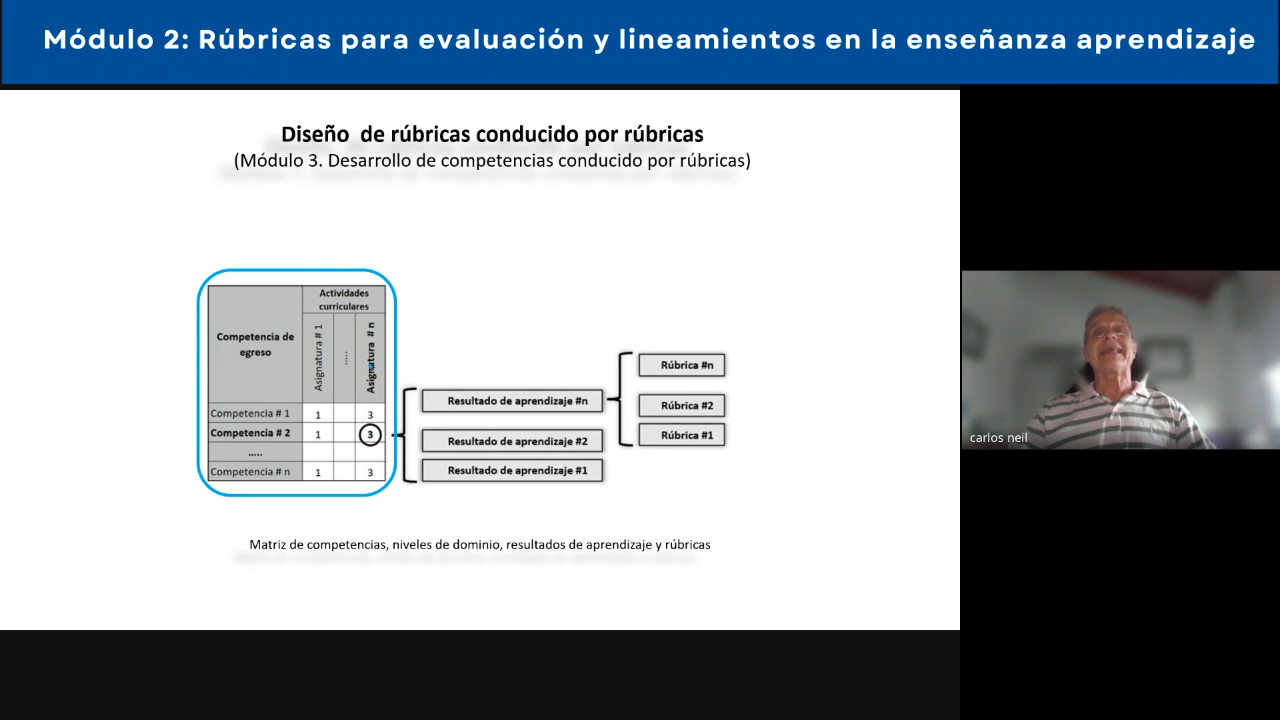 Módulo 2: Rúbricas para evaluación y lineamientos en la enseñanza aprendizaje
Diseño de rúbricas conducido por rúbricas
(Módulo 3. Desarrollo de competencias conducido por rúbricas)
Actividades
curriculares
Competencia de
egreso
Asignatura # 1
.....
Asignatura # n
Competencia # 1 1 3
Competencia # 2 1 3
.....
Competencia # n 1 3
Resultado de aprendizaje #n
Resultado de aprendizaje #2
Resultado de aprendizaje #1
Rúbrica #n
Rúbrica #2
Rúbrica #1
Matriz de competencias, niveles de dominio, resultados de aprendizaje y rúbricas
carlos neil